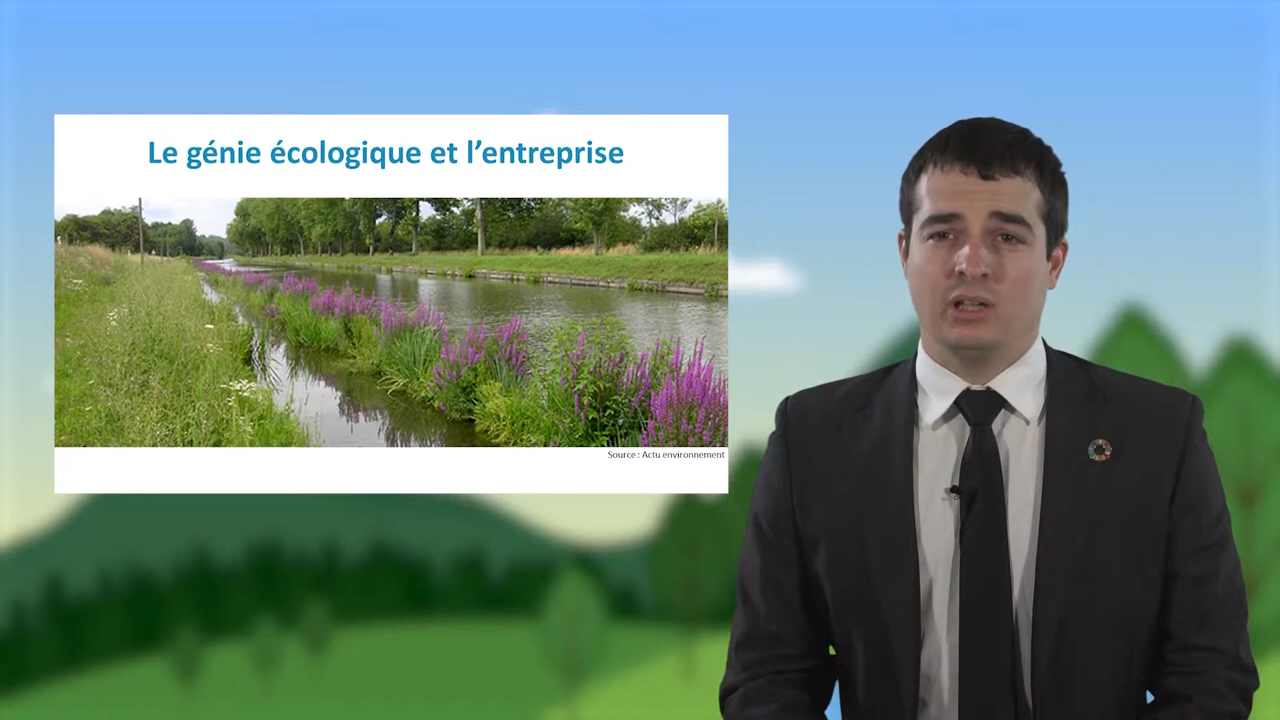 Le génie écologique et l’entreprise
Source : Actu environnement